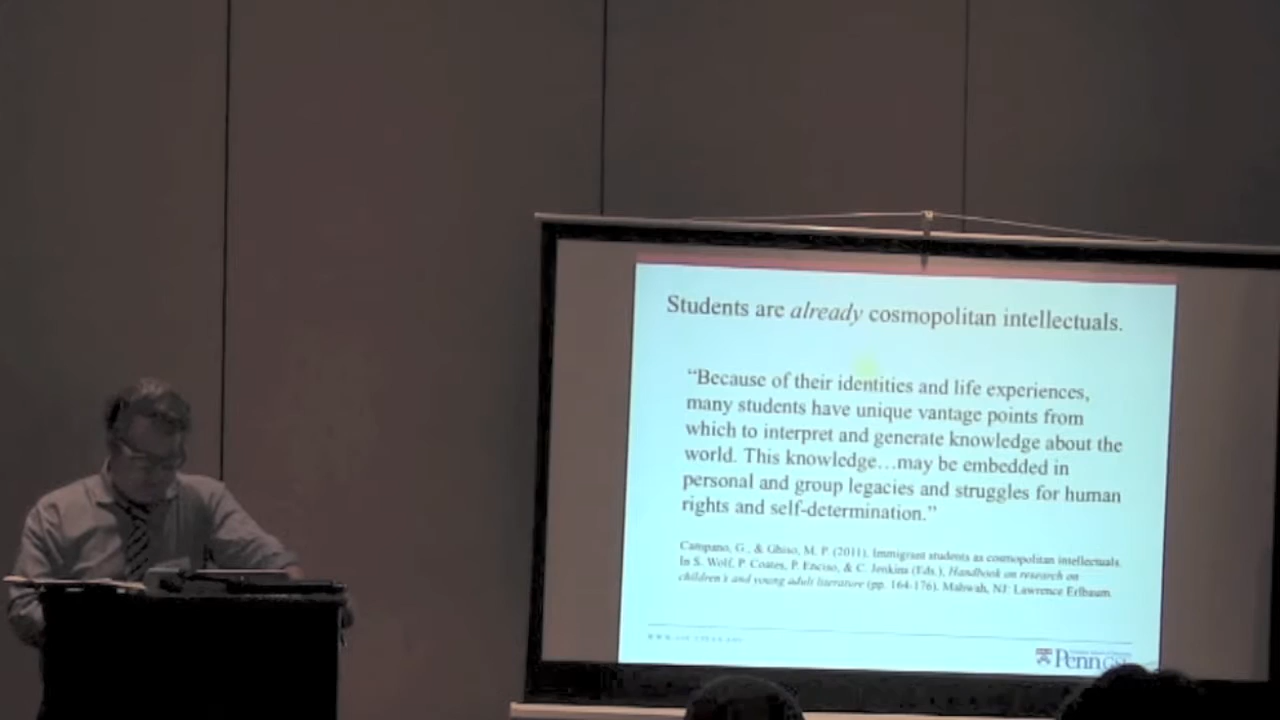 Students are already cosmopolitan intellectuals.
“Because of their identities and life experiences,
many students have unique vantage points from
which to interpret and generate knowledge about the
world. This knowledge…may be embedded in
personal and group legacies and struggles for human
rights and self-determination.”
Campano, G., & Ghiso, M. P. (2011). Immigrant students as cosmopolitan intellectuals.
In S. Wolf, P. Coates, P. Enciso, & C. Jenkins (Eds.), Handbook on research on
children's and young adult literature (pp. 164-176). Mahwah, NJ: Lawrence Erlbaum.
Penn GSE